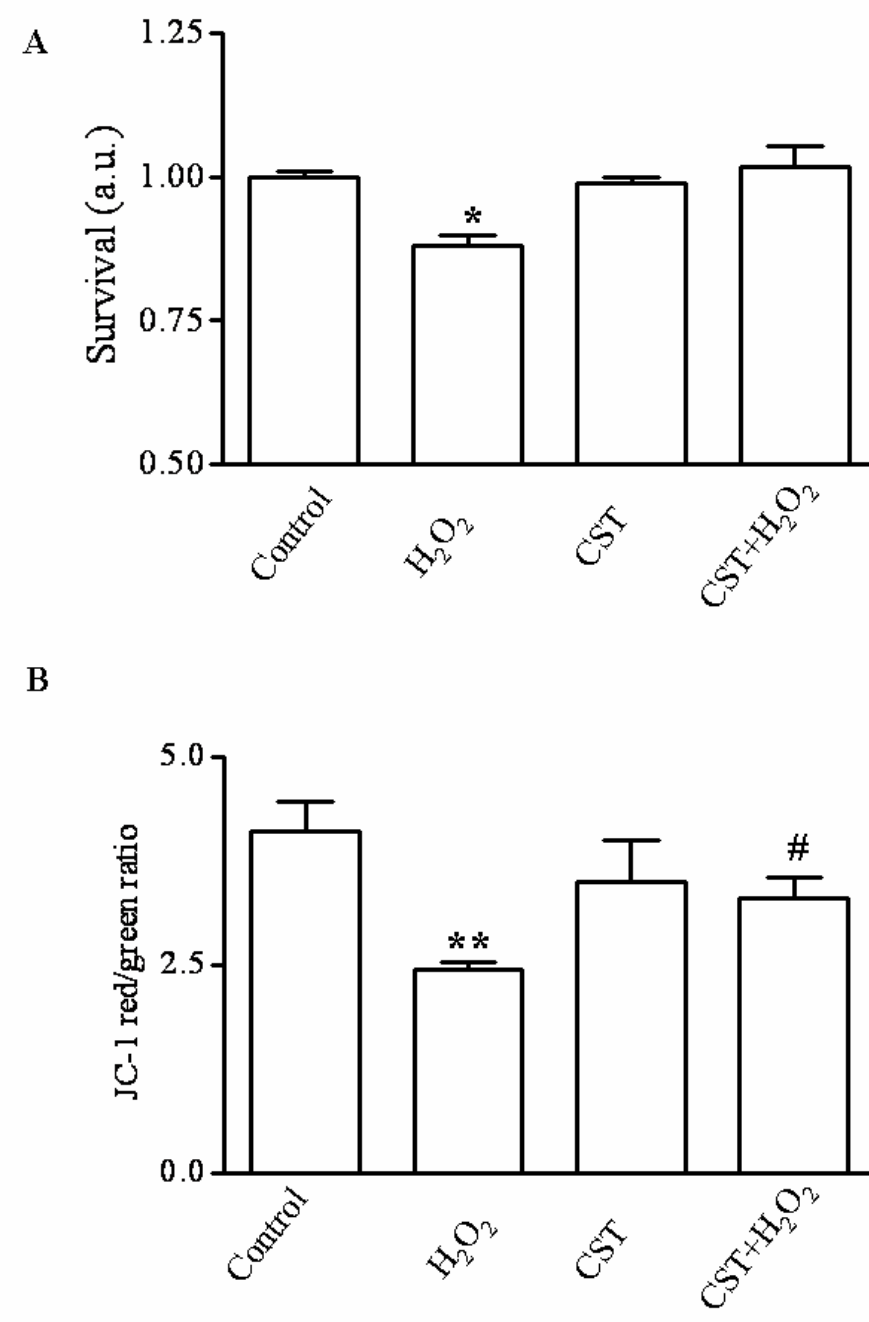 A
1.25
1.00
0.75
0.50
Survival (a.u.)
*
Control
H₂O₂
CST
CST+H₂O₂
B
5.0
2.5
0.0
JC-1 red/green ratio
**
#
Control
H₂O₂
CST
CST+H₂O₂